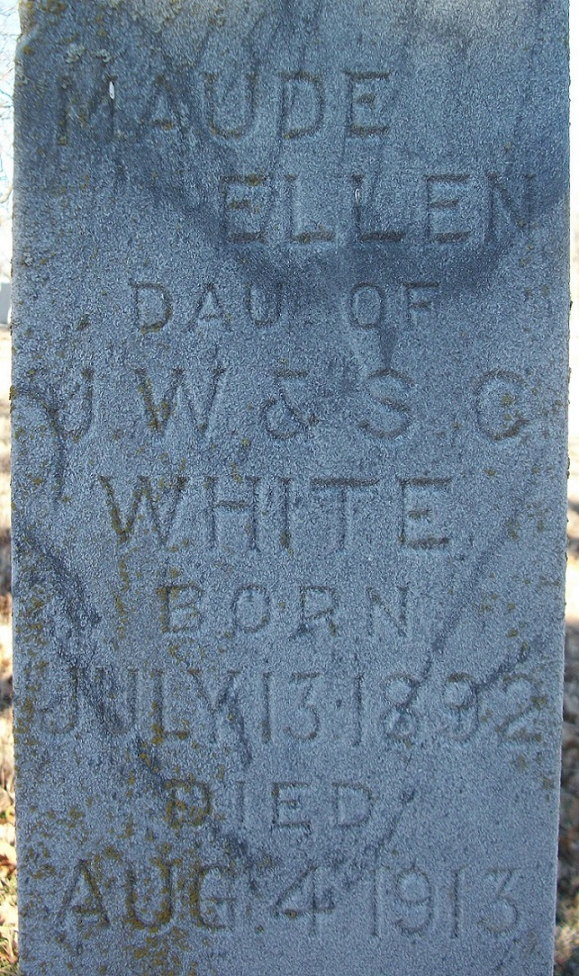 MAUDE
ELLEN
DAU. OF
J.W. & S.C.
WHITE
BORN
JULY 13.1892
DIED
AUG. 4 1913